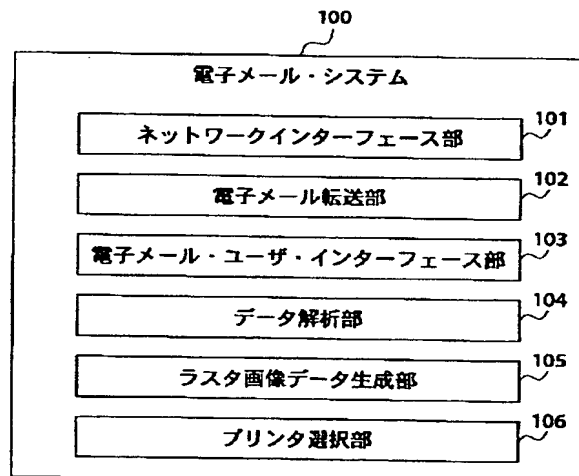 100
電子メール・システム
ネットワークインターフェース部 101
電子メール転送部 102
電子メール・ユーザ・インターフェース部 103
データ解析部 104
ラスタ画像データ生成部 105
プリンタ選択部 106